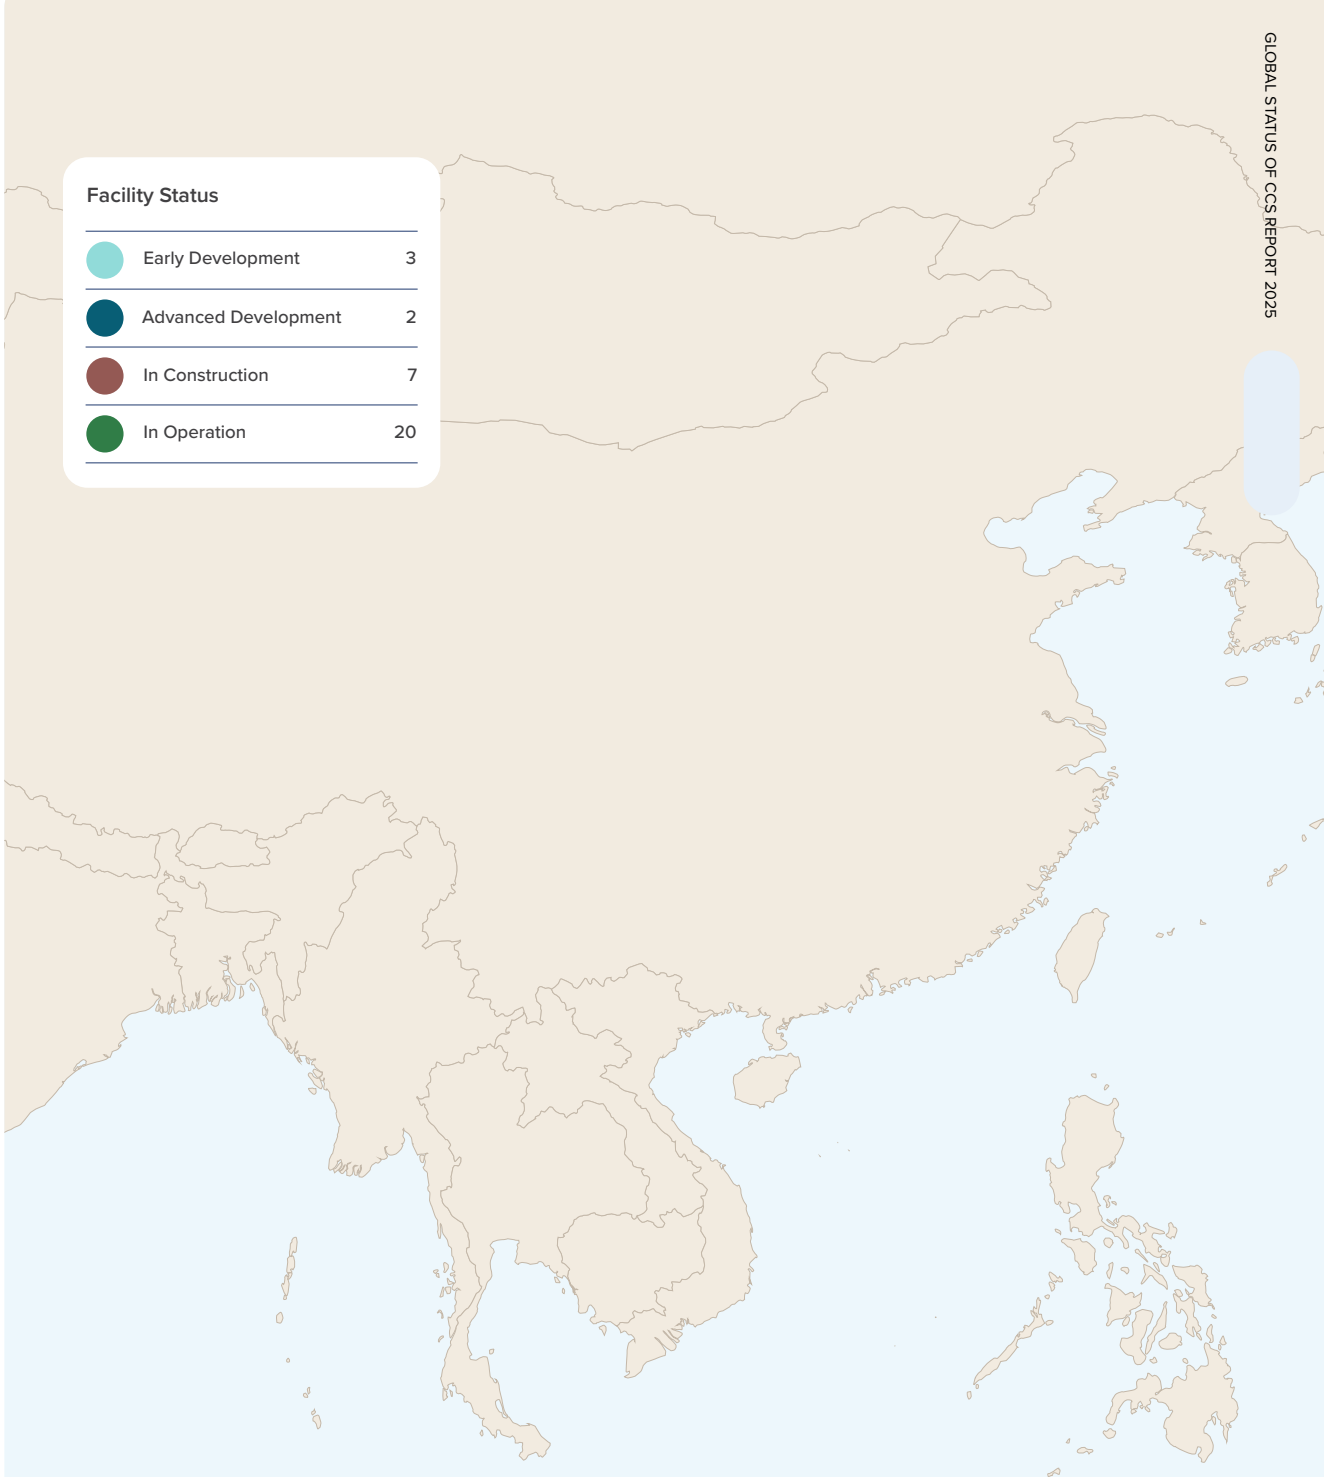 GLOBAL STATUS OF CCS REPORT 2025
Facility Status
Early Development 3
Advanced Development 2
In Construction 7
In Operation 20